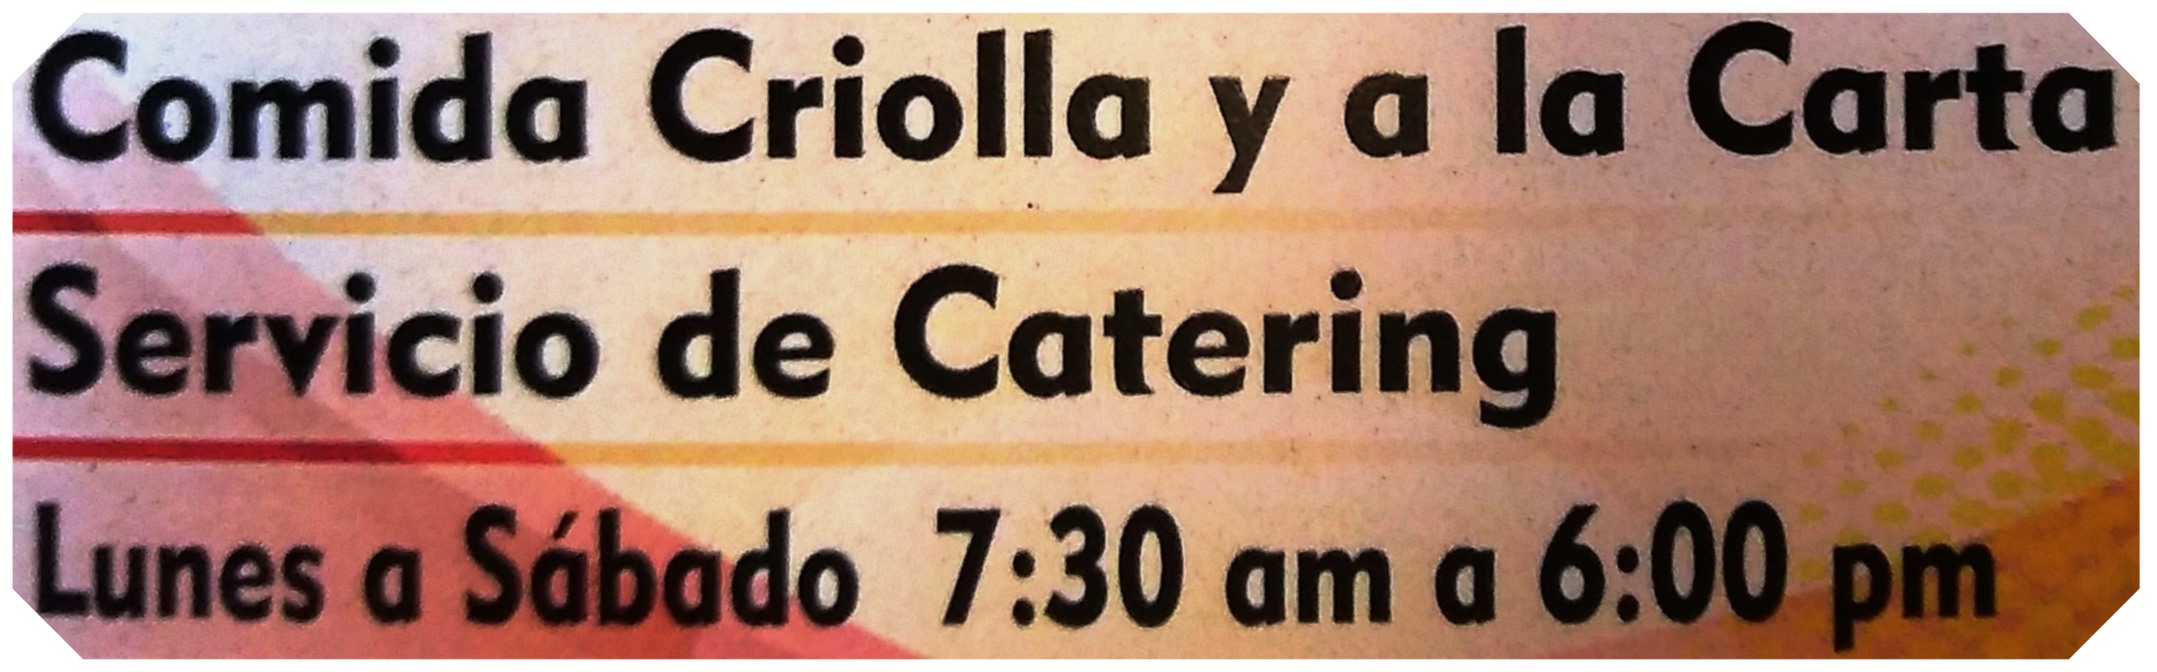 Comida Criolla y a la Carta
Servicio de Catering
Lunes a Sábado 7:30 am a 6:00 pm